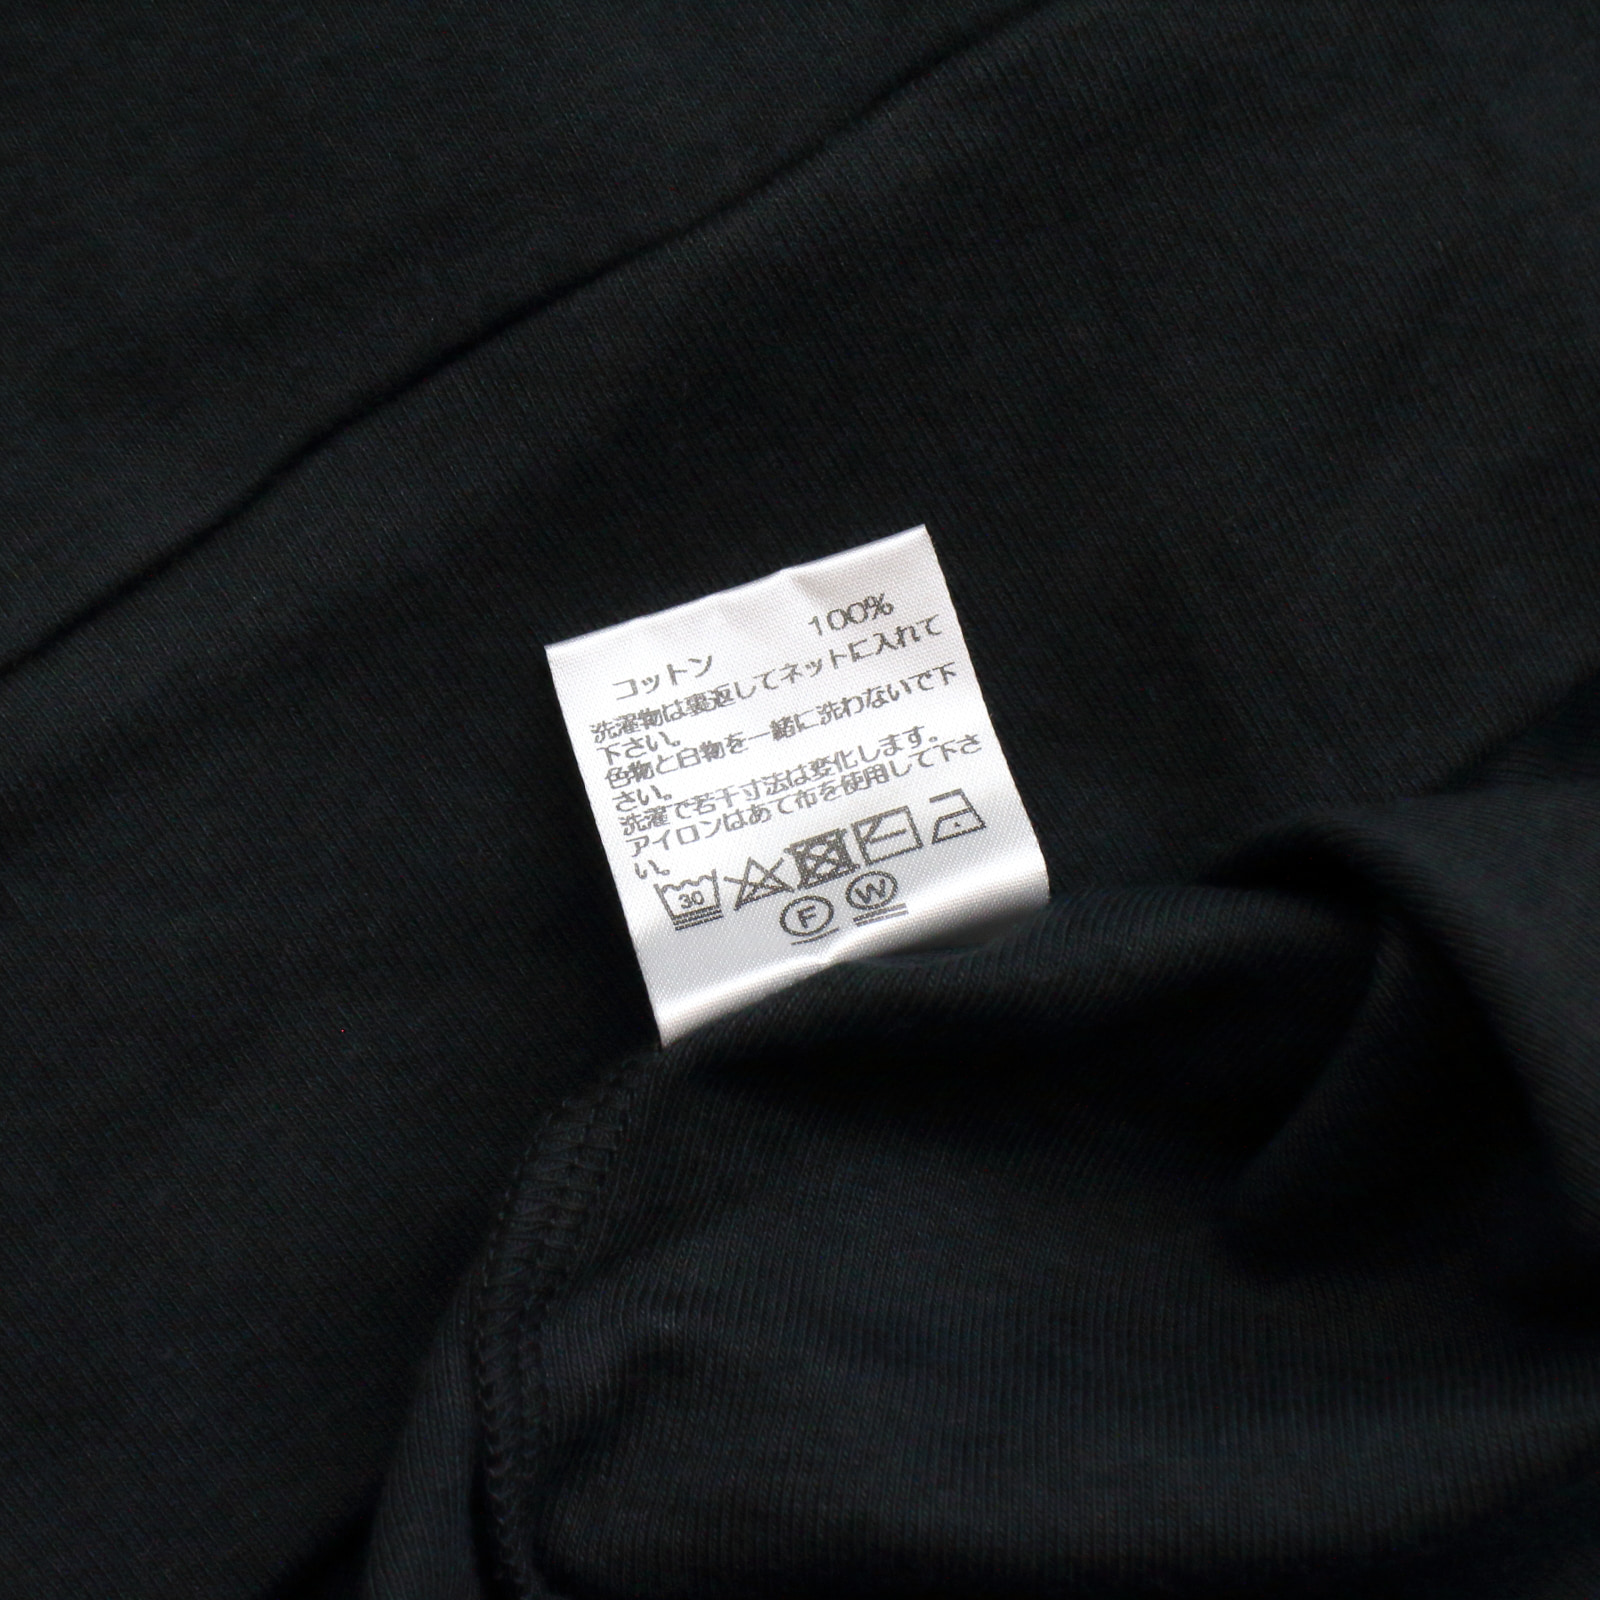 コットン 100%
洗濯物は裏返してネットに入れて
下さい。
色物と白物を一緒に洗わないで下
さい。
洗濯で若干寸法は変化します。
アイロンはあて布を使用して下さ
い。
30
F W